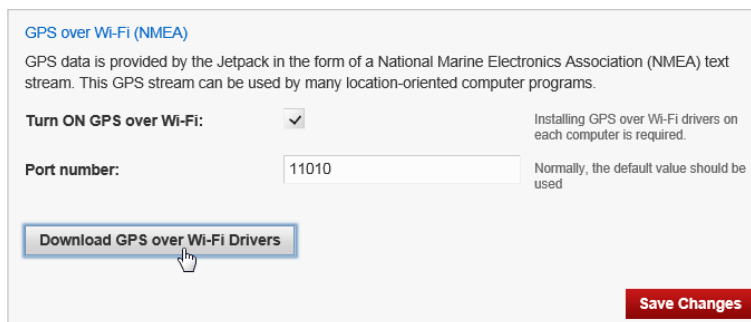 GPS over Wi-Fi (NMEA)
GPS data is provided by the Jetpack in the form of a National Marine Electronics Association (NMEA) text
stream. This GPS stream can be used by many location-oriented computer programs.
Turn ON GPS over Wi-Fi:
Installing GPS over Wi-Fi drivers on
each computer is required.
Port number:
11010
Normally, the default value should be
used
Download GPS over Wi-Fi Drivers
Save Changes